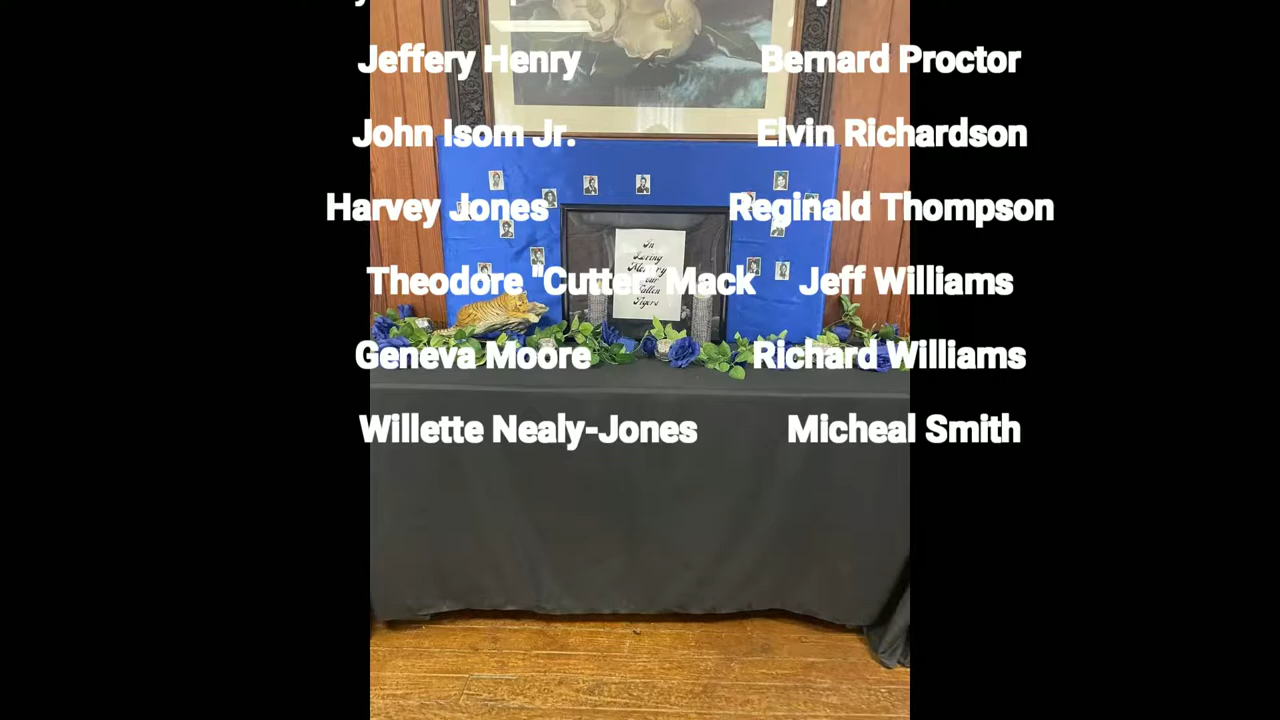 Jeffery Henry Bernard Proctor
John Isom Jr. Elvin Richardson
Harvey Jones Reginald Thompson
Theodore "Cutter" Mack Jeff Williams
Geneva Moore Richard Williams
Willette Nealy-Jones Micheal Smith
In
Loving
Memory
our
Fallen
Tigers